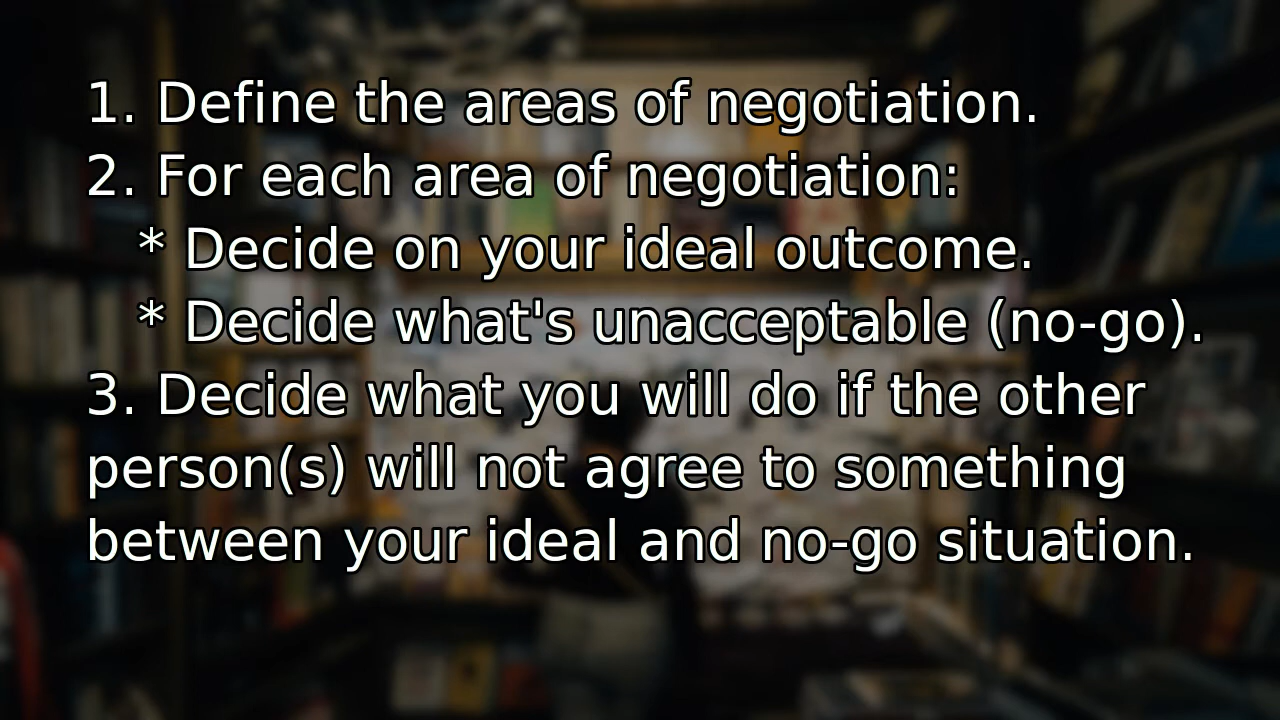 1. Define the areas of negotiation.
2. For each area of negotiation:
* Decide on your ideal outcome.
* Decide what's unacceptable (no-go).
3. Decide what you will do if the other
person(s) will not agree to something
between your ideal and no-go situation.